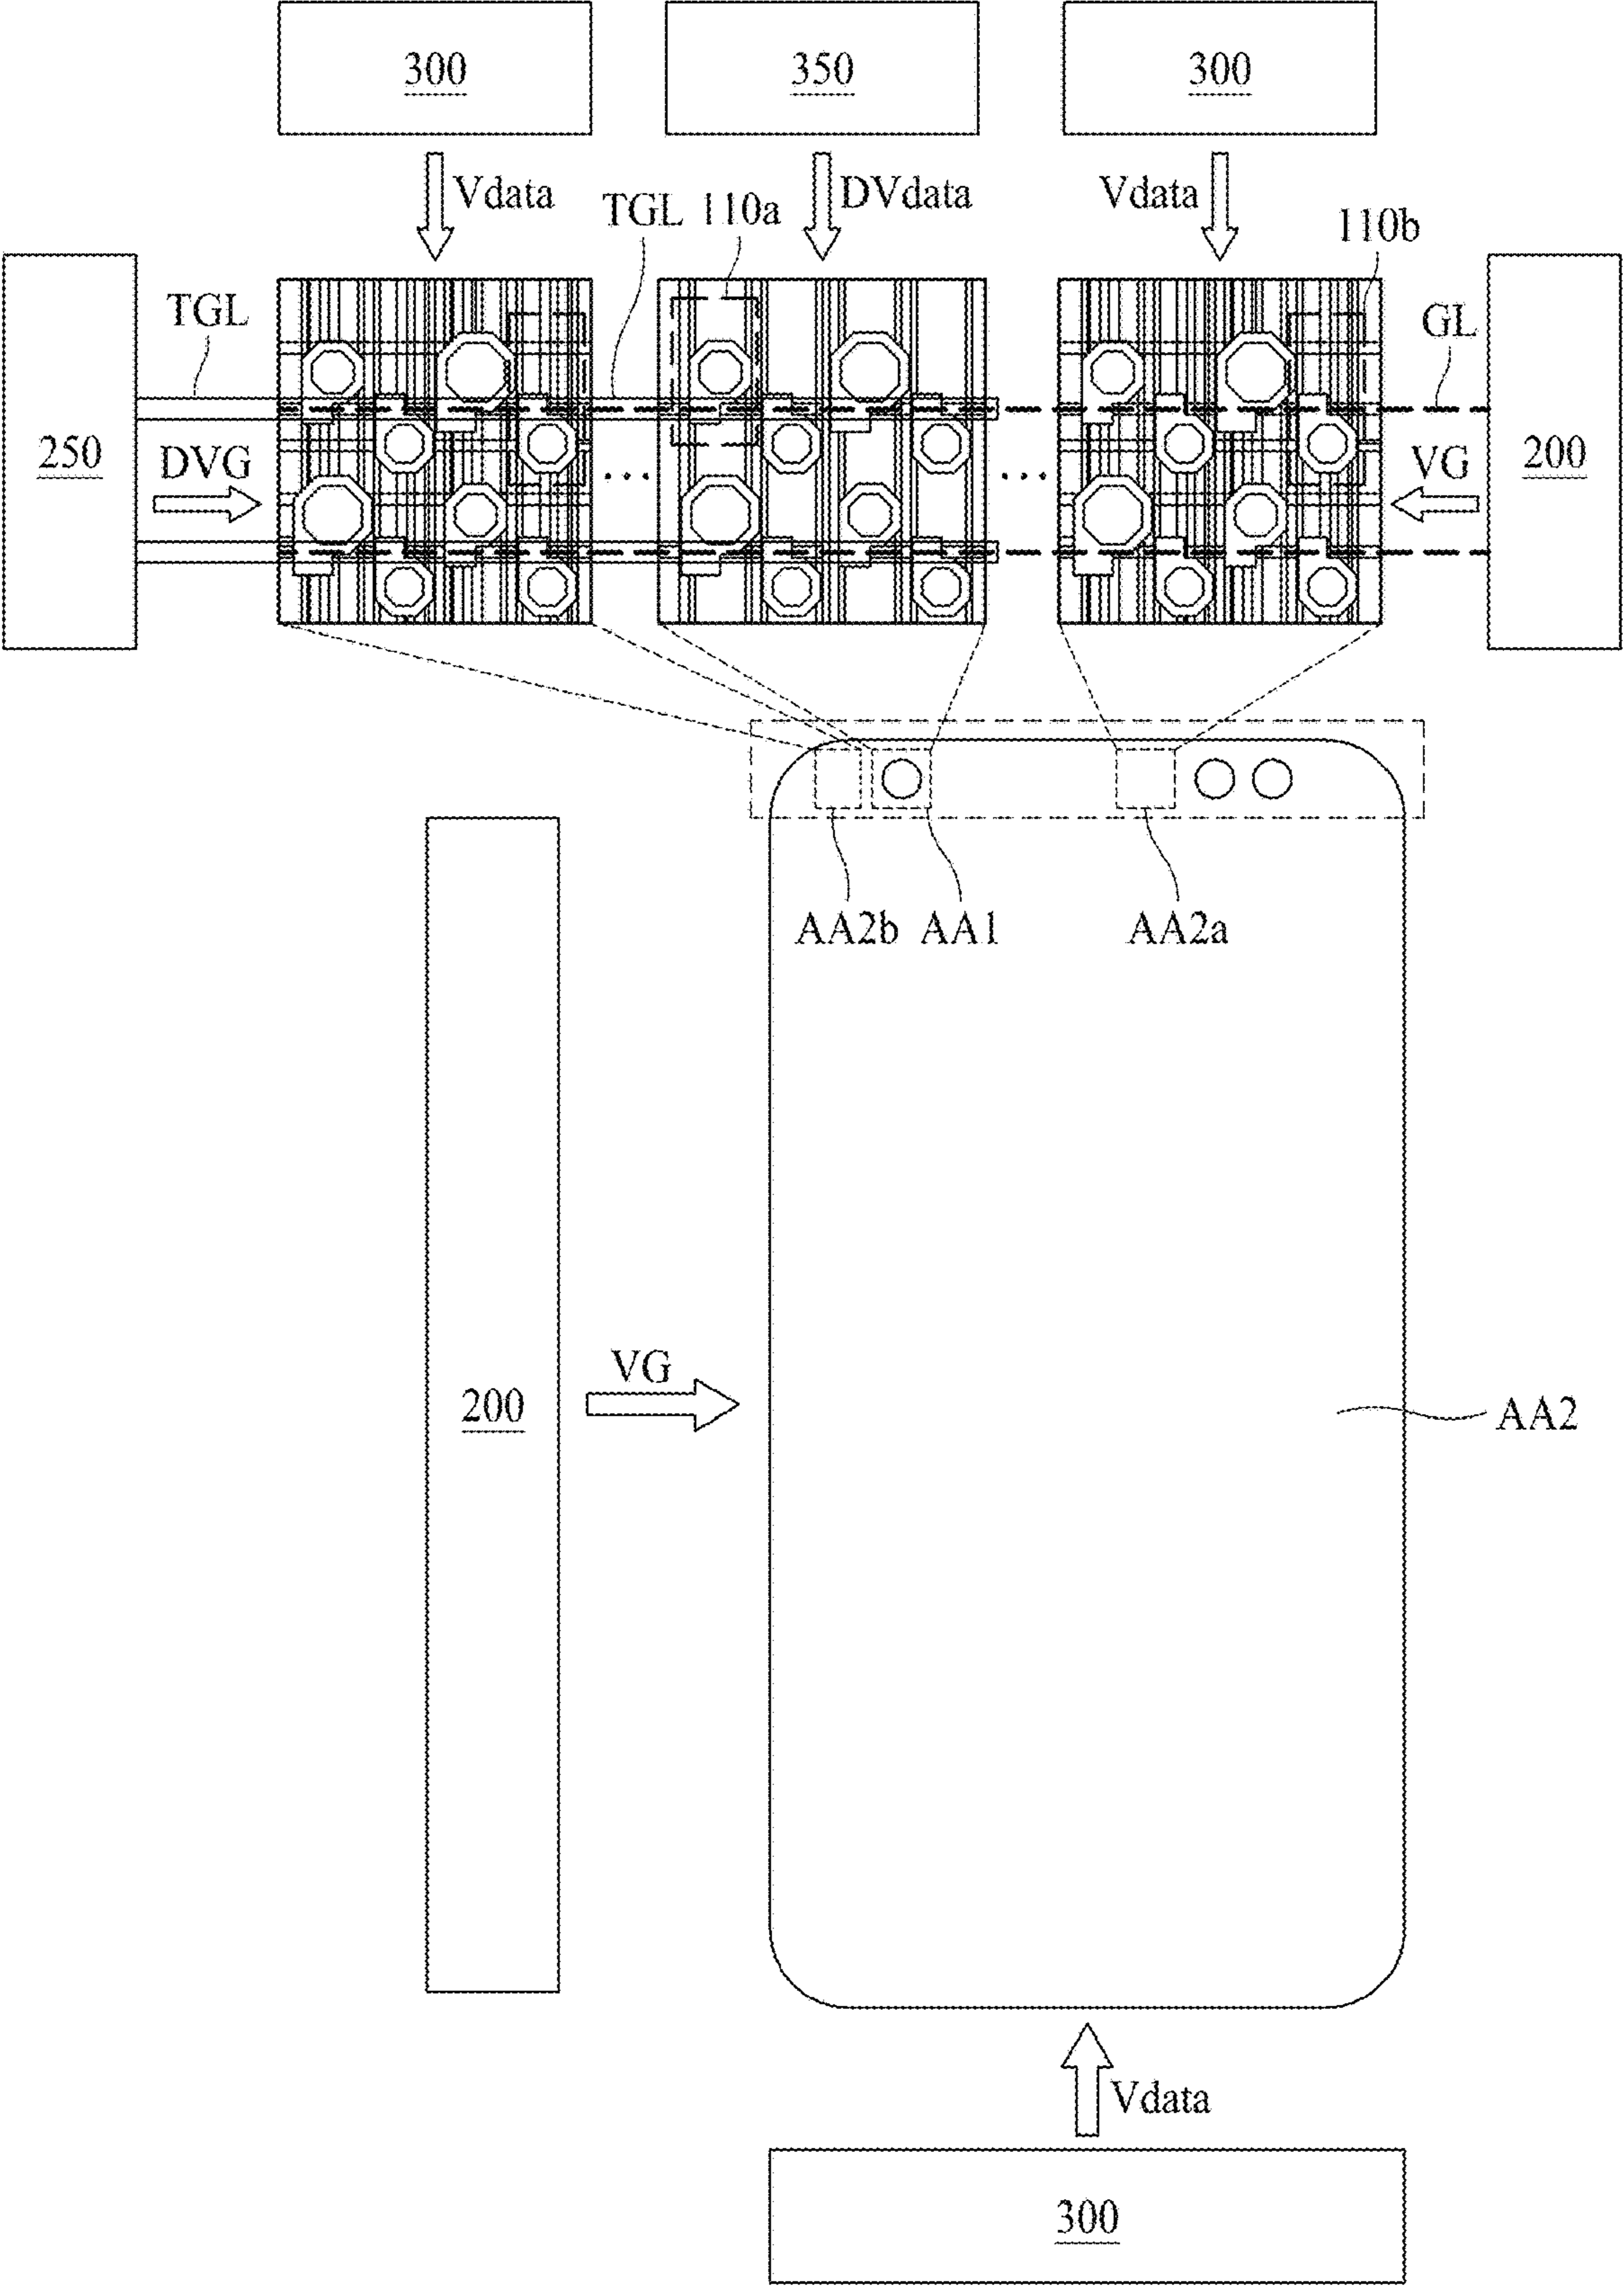 300
350
300
Vdata
DVdata
Vdata
TGL
110a
110b
TGL
GL
250
DVG
...
...
VG
200
AA2b
AA1
AA2a
VG
200
AA2
Vdata
300